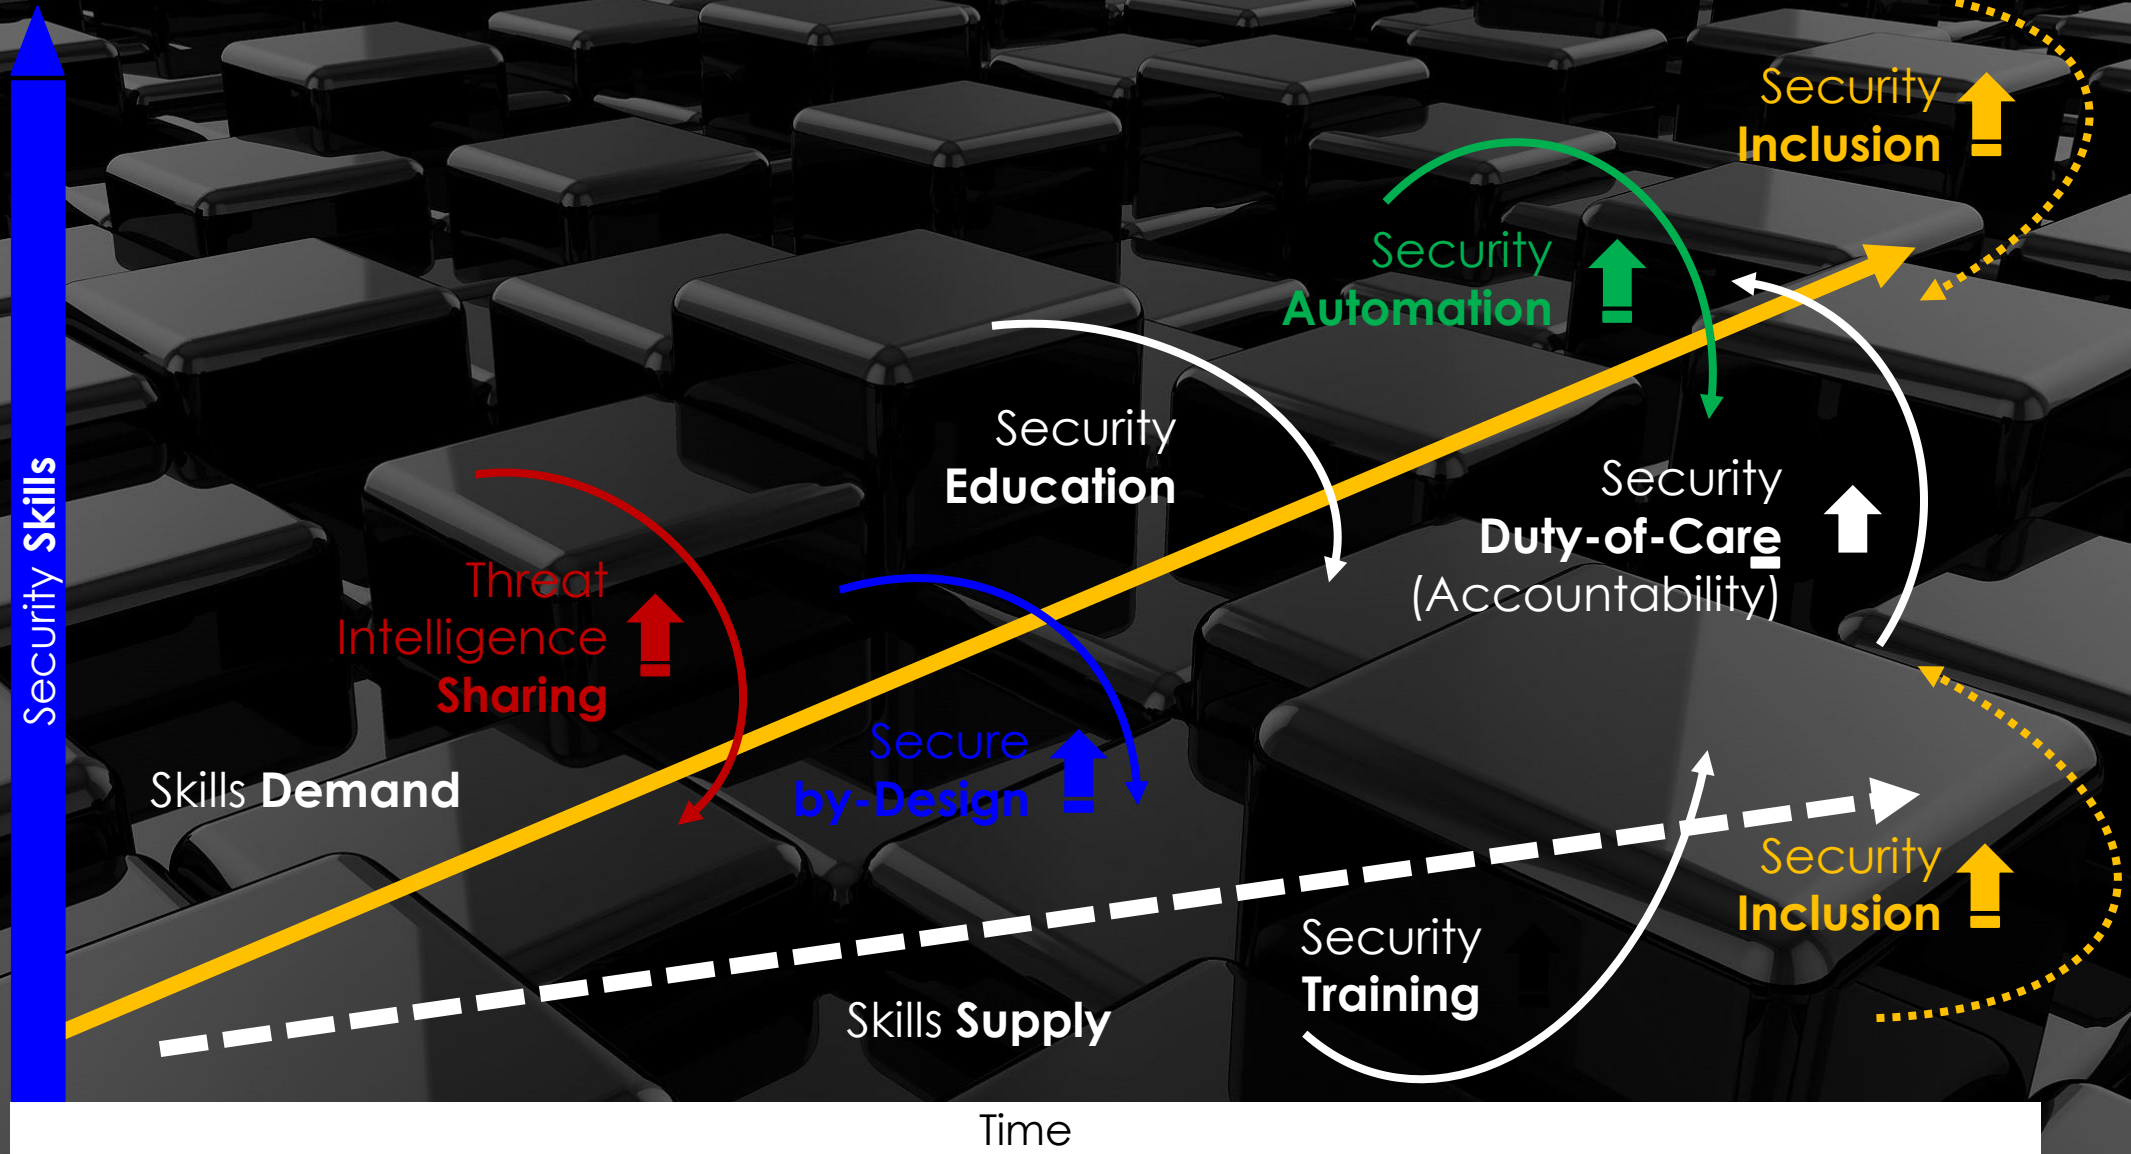 Security
Inclusion
Security
Automation
Security
Education
Security
Duty-of-Care
(Accountability)
Threat
Intelligence
Sharing
Secure
by-Design
Skills Demand
Security Skills
Security
Inclusion
Security
Training
Skills Supply
Time